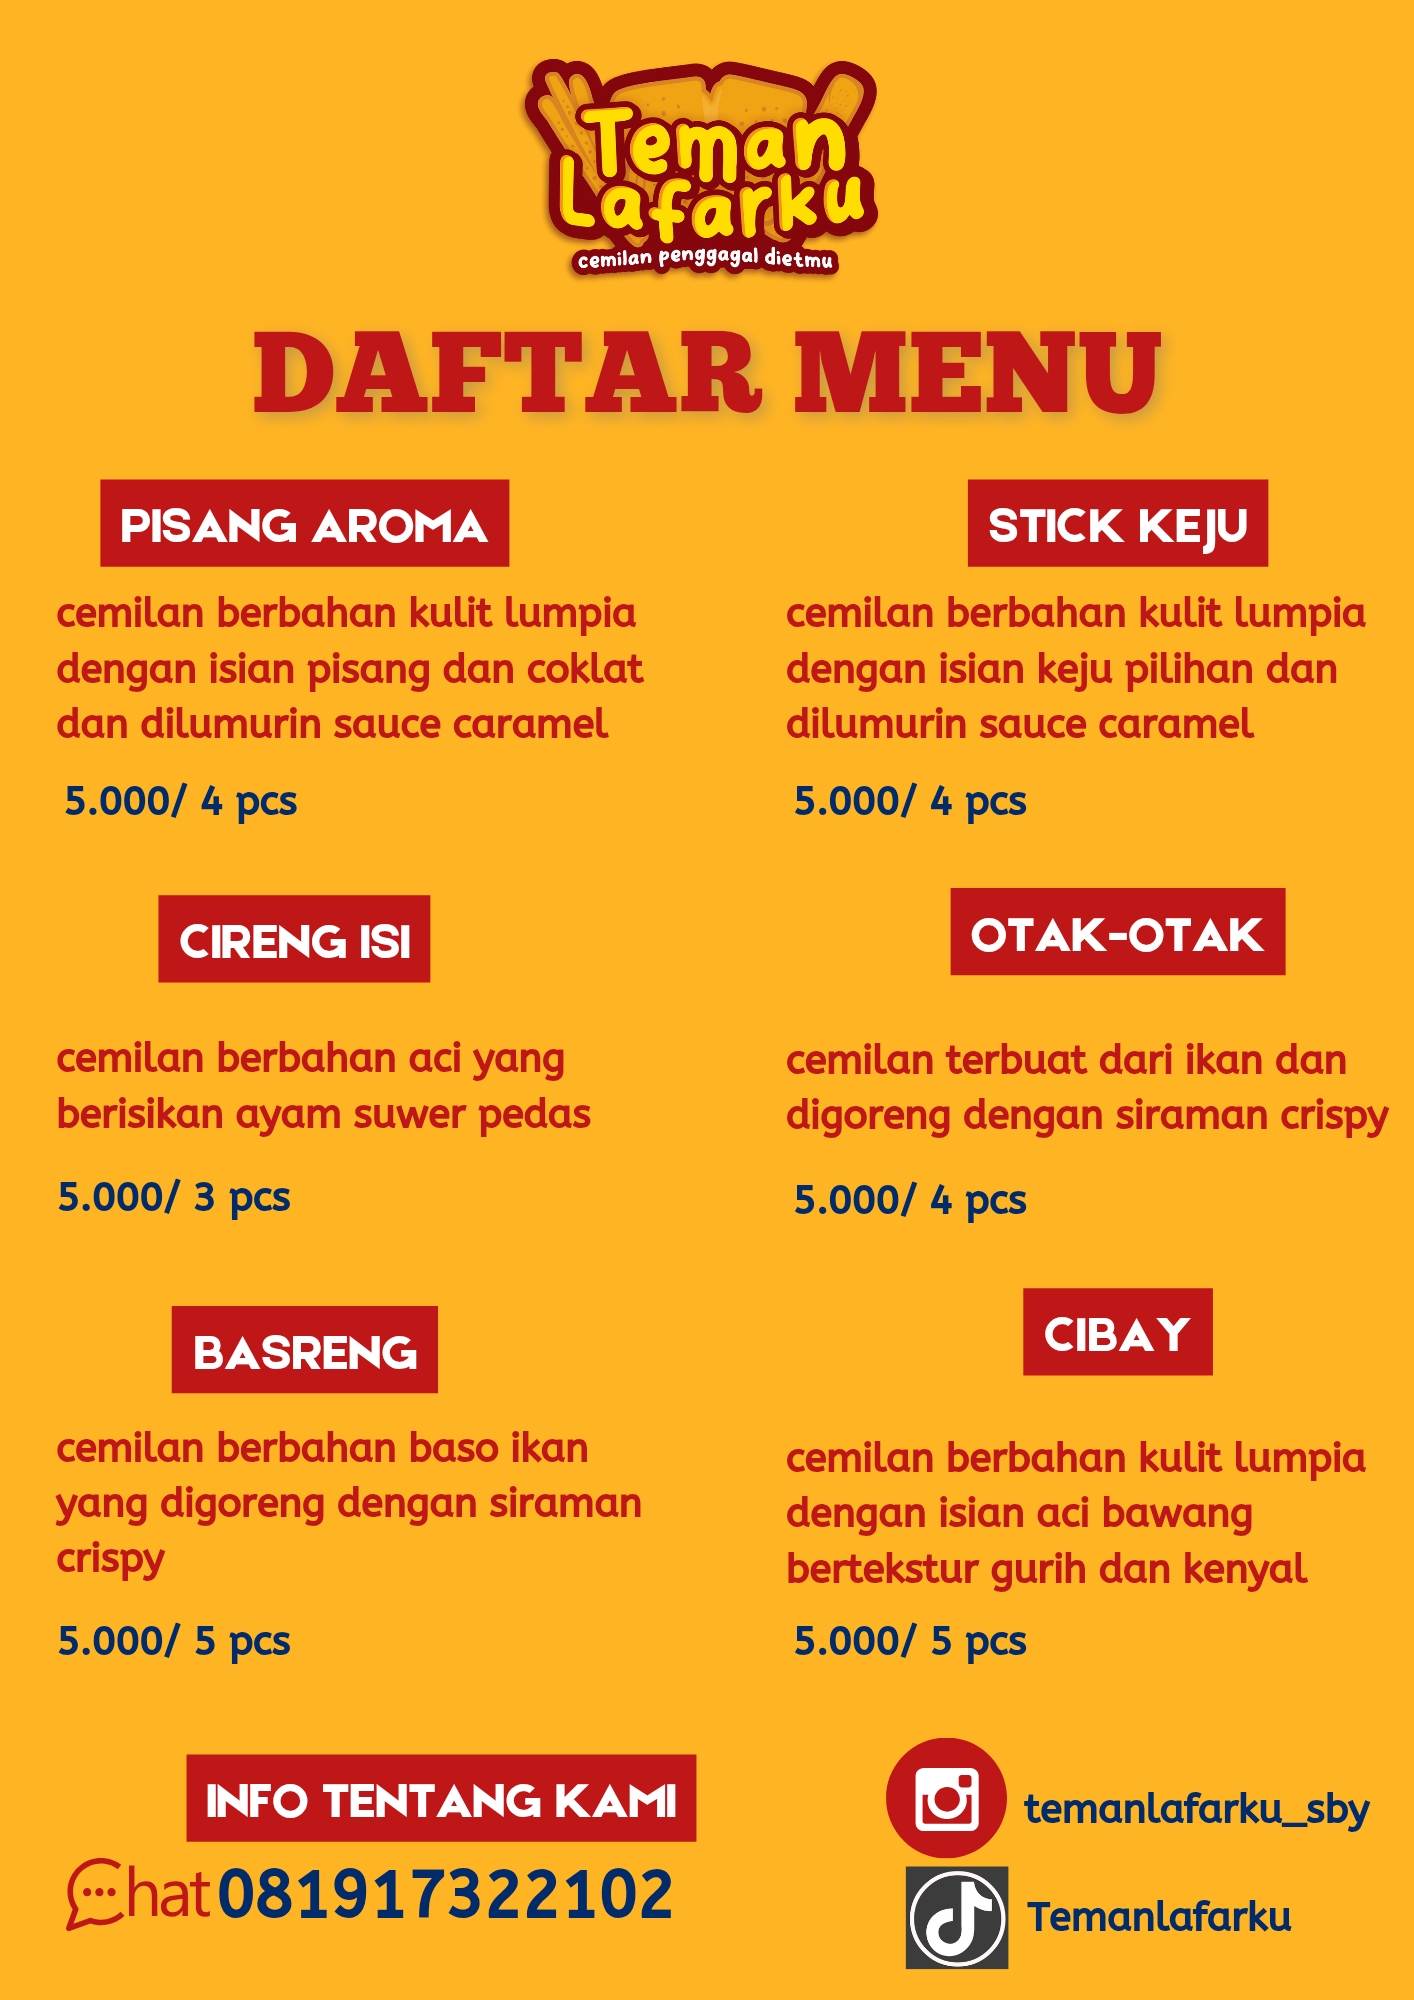 Teman
Lafarku
cemilan penggagal dietmu
DAFTAR MENU
PISANG AROMA
cemilan berbahan kulit lumpia
dengan isian pisang dan coklat
dan dilumurin sauce caramel
5.000/ 4 pcs
STICK KEJU
cemilan berbahan kulit lumpia
dengan isian keju pilihan dan
dilumurin sauce caramel
5.000/ 4 pcs
CIRENG ISI
cemilan berbahan aci yang
berisikan ayam suwer pedas
5.000/ 3 pcs
OTAK-OTAK
cemilan terbuat dari ikan dan
digoreng dengan siraman crispy
5.000/ 4 pcs
BASRENG
cemilan berbahan baso ikan
yang digoreng dengan siraman
crispy
5.000/ 5 pcs
CIBAY
cemilan berbahan kulit lumpia
dengan isian aci bawang
bertekstur gurih dan kenyal
5.000/ 5 pcs
INFO TENTANG KAMI
Chat 081917322102
temanlafarku_sby
Temanlafarku